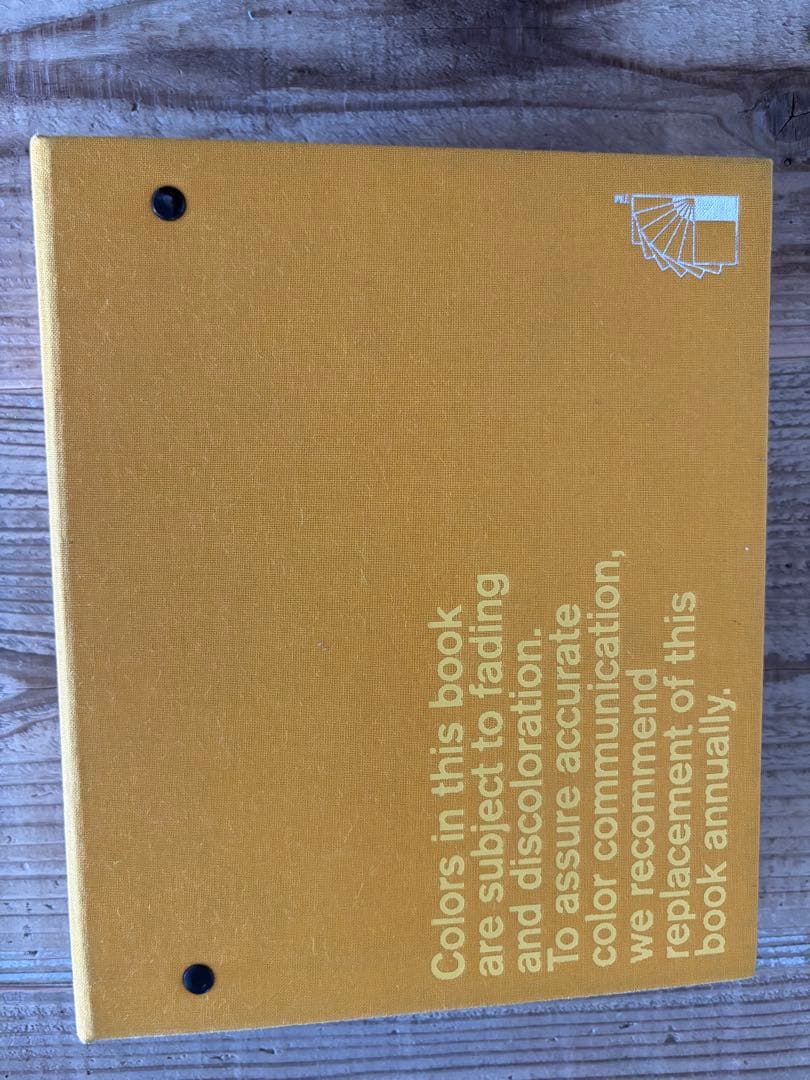 Colors in this book
are subject to fading
and discoloration.
To assure accurate
color communication,
we recommend
replacement of this
book annually.